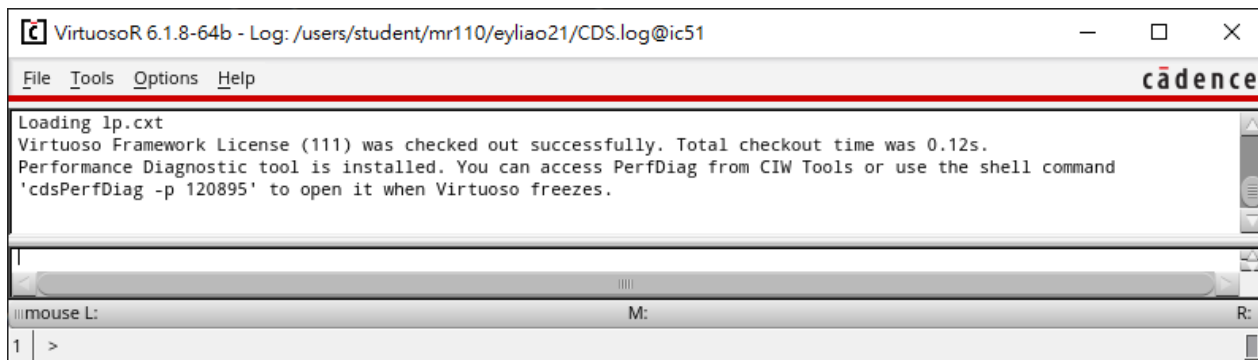 VirtuosoR 6.1.8-64b - Log: /users/student/mr110/eyliao21/CDS.log@ic51
File Tools Options Help
cādence
Loading lp.cxt
Virtuoso Framework License (111) was checked out successfully. Total checkout time was 0.12s.
Performance Diagnostic tool is installed. You can access PerfDiag from CIW Tools or use the shell command
'cdsPerfDiag -p 120895' to open it when Virtuoso freezes.
mouse L: M: R:
1 >